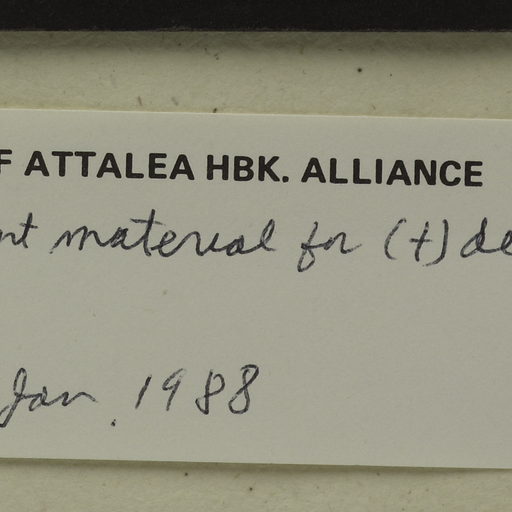 F ATTALEA HBK. ALLIANCE
nt material for (t) de
Jan. 1988